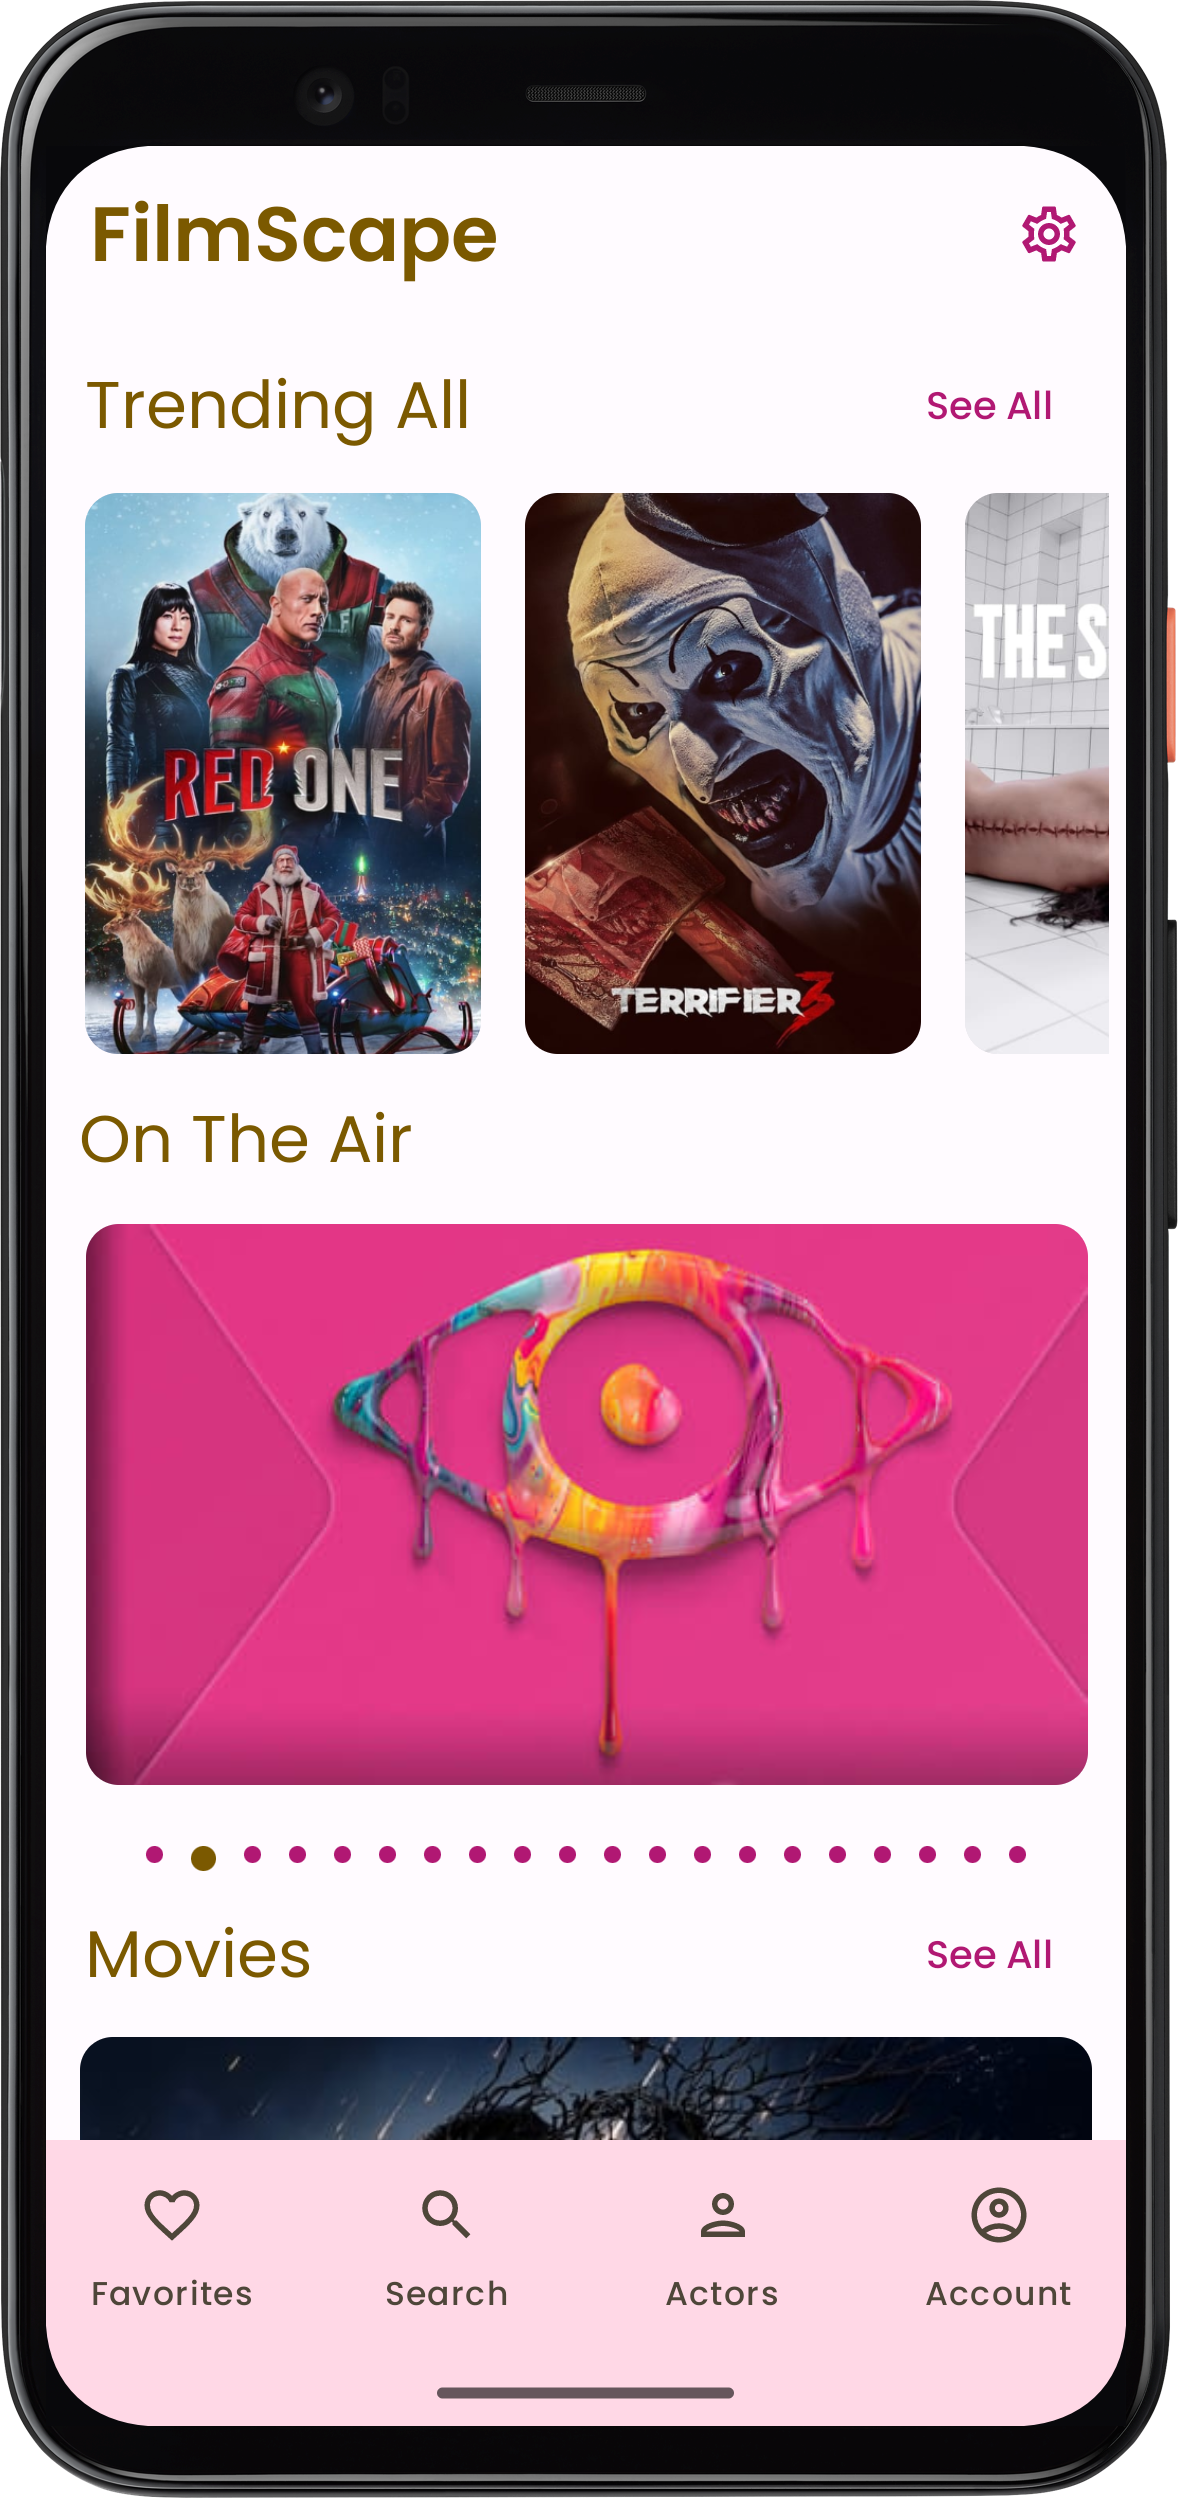 FilmScape
Trending All
See All
RED ONE
TERRIFIER 3
THE S
On The Air
Movies
See All
Favorites
Search
Actors
Account